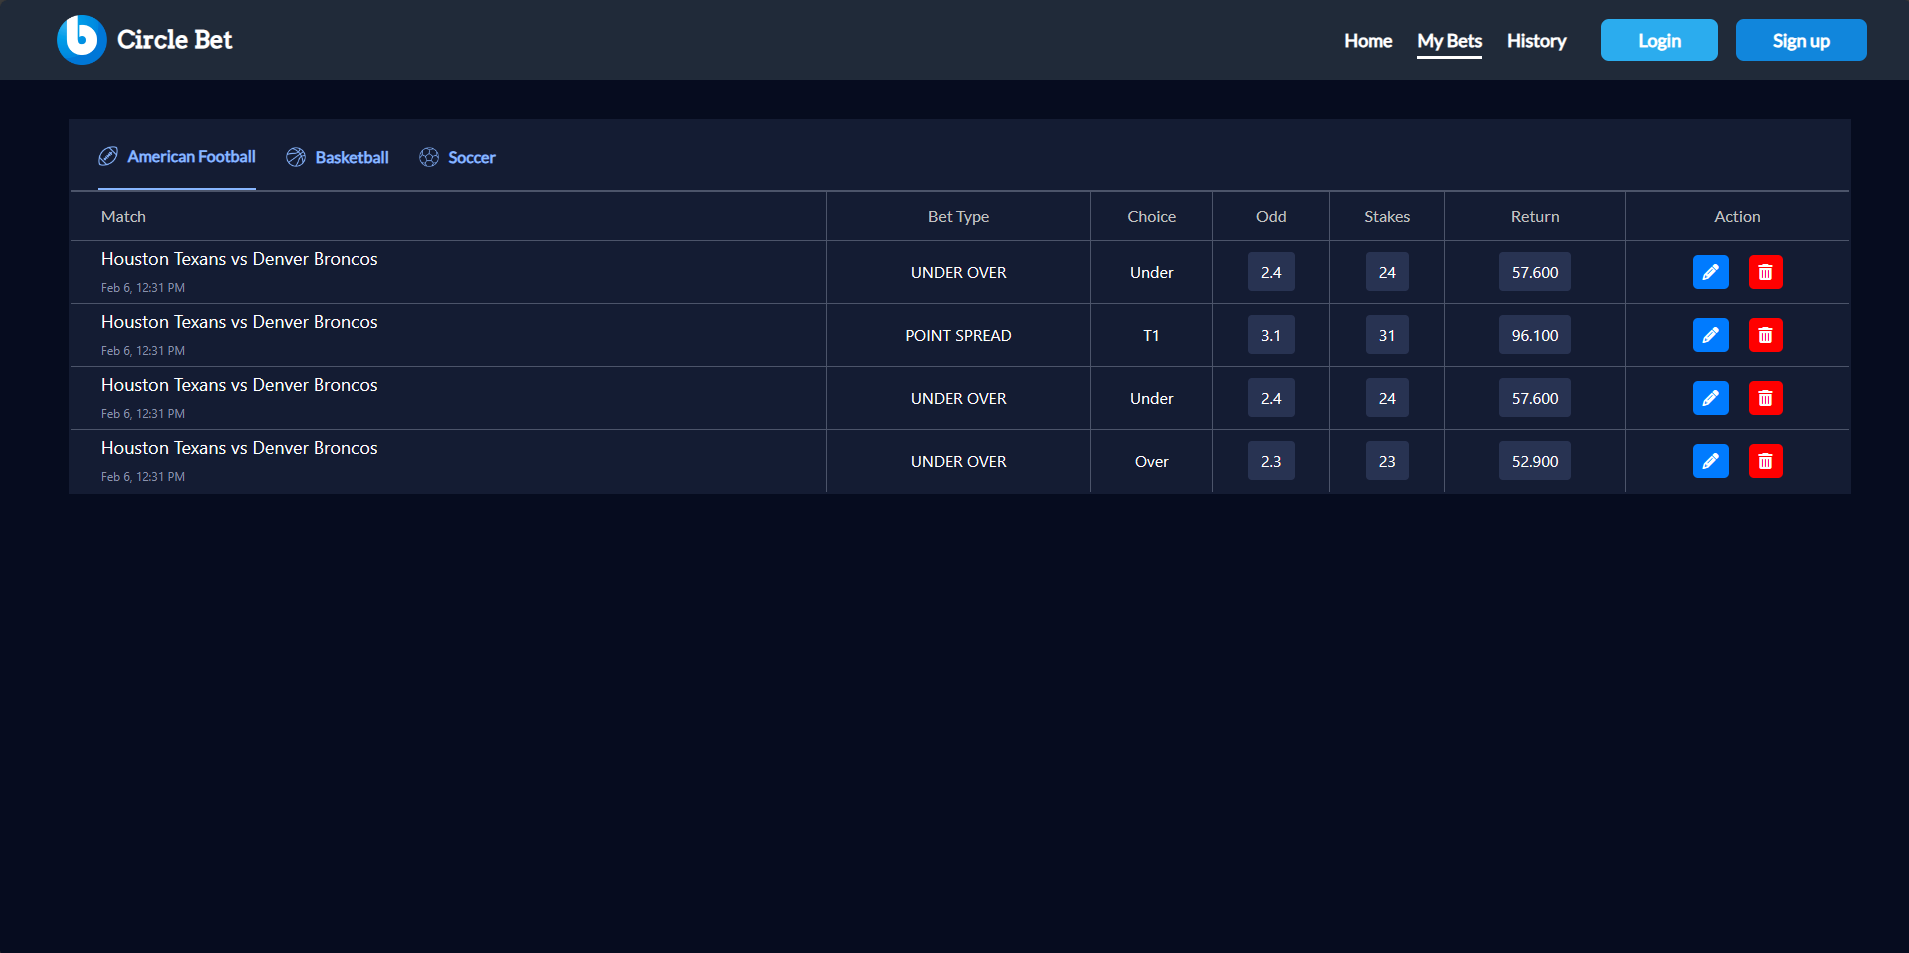 Circle Bet
Home My Bets History Login Sign up
American Football Basketball Soccer
Match Bet Type Choice Odd Stakes Return Action
Houston Texans vs Denver Broncos
Feb 6, 12:31 PM
UNDER OVER Under 2.4 24 57.600
Houston Texans vs Denver Broncos
Feb 6, 12:31 PM
POINT SPREAD T1 3.1 31 96.100
Houston Texans vs Denver Broncos
Feb 6, 12:31 PM
UNDER OVER Under 2.4 24 57.600
Houston Texans vs Denver Broncos
Feb 6, 12:31 PM
UNDER OVER Over 2.3 23 52.900